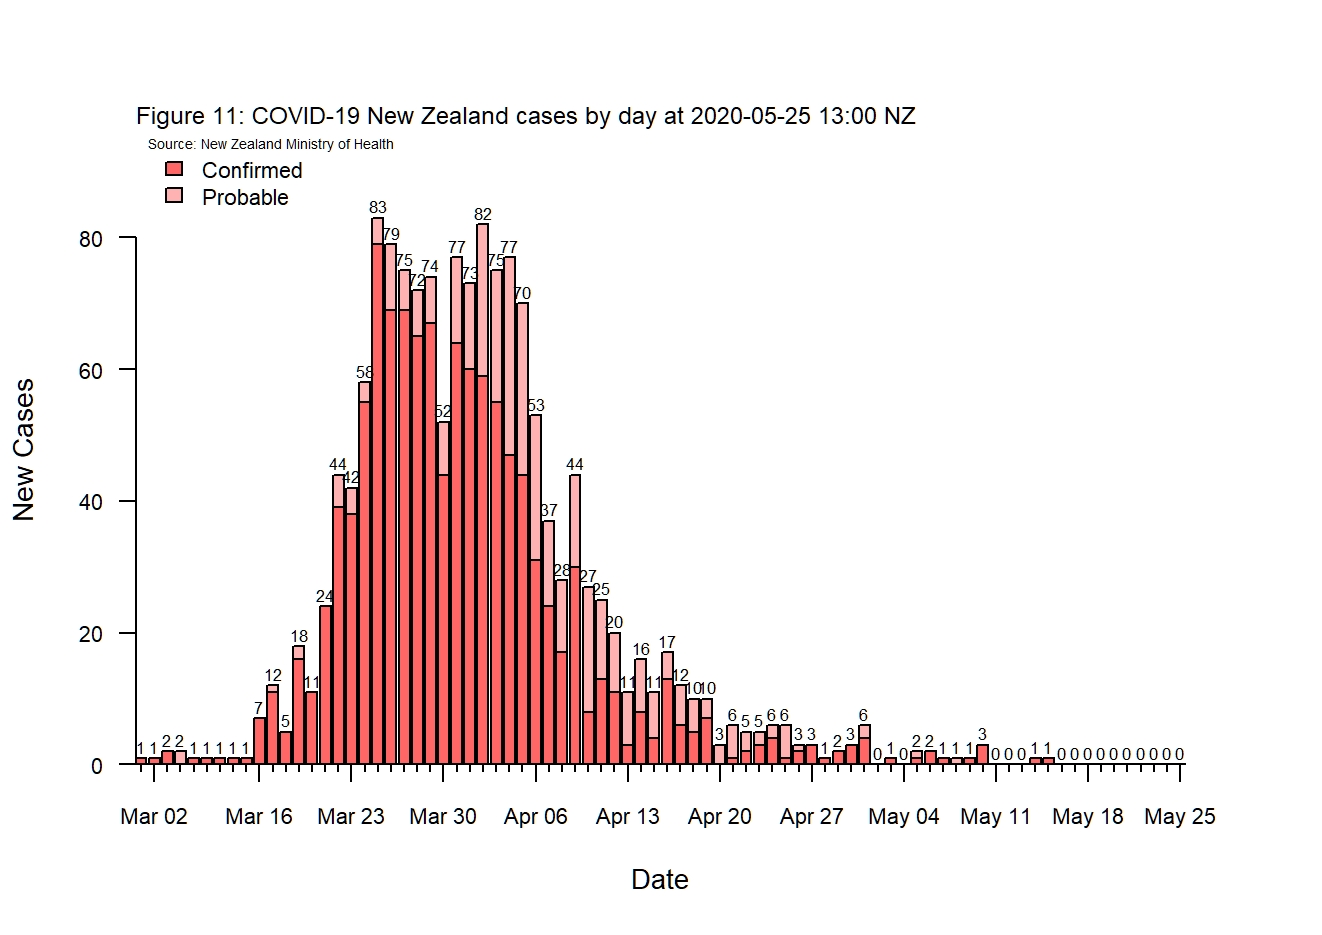 Figure 11: COVID-19 New Zealand cases by day at 2020-05-25 13:00 NZ
Source: New Zealand Ministry of Health
Confirmed
Probable
New Cases
80
60
40
20
0
1 1 2 2 1 1 1 1 1 7 12 5 18 11 24 44 42 58 83 79 75 72 74 52 77 73 82 75 77 70 53 37 28 44 27 25 20 11 16 11 17 12 10 10 3 6 5 5 6 6 3 3 1 2 3 6 0 1 0 2 2 1 1 1 3 0 0 0 1 1 0 0 0 0 0 0 0 0 0 0
Mar 02 Mar 16 Mar 23 Mar 30 Apr 06 Apr 13 Apr 20 Apr 27 May 04 May 11 May 18 May 25
Date